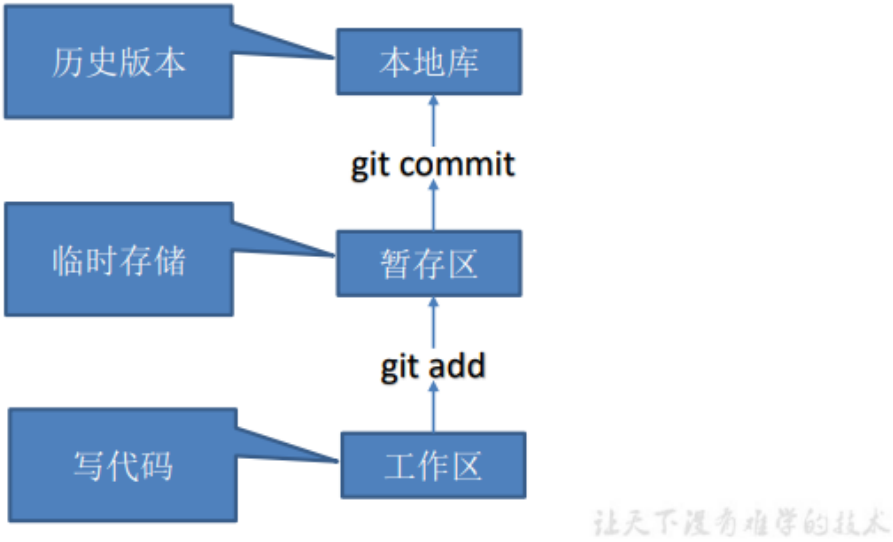 历史版本
本地库
git commit
临时存储
暂存区
git add
写代码
工作区
让天下没有难学的技术